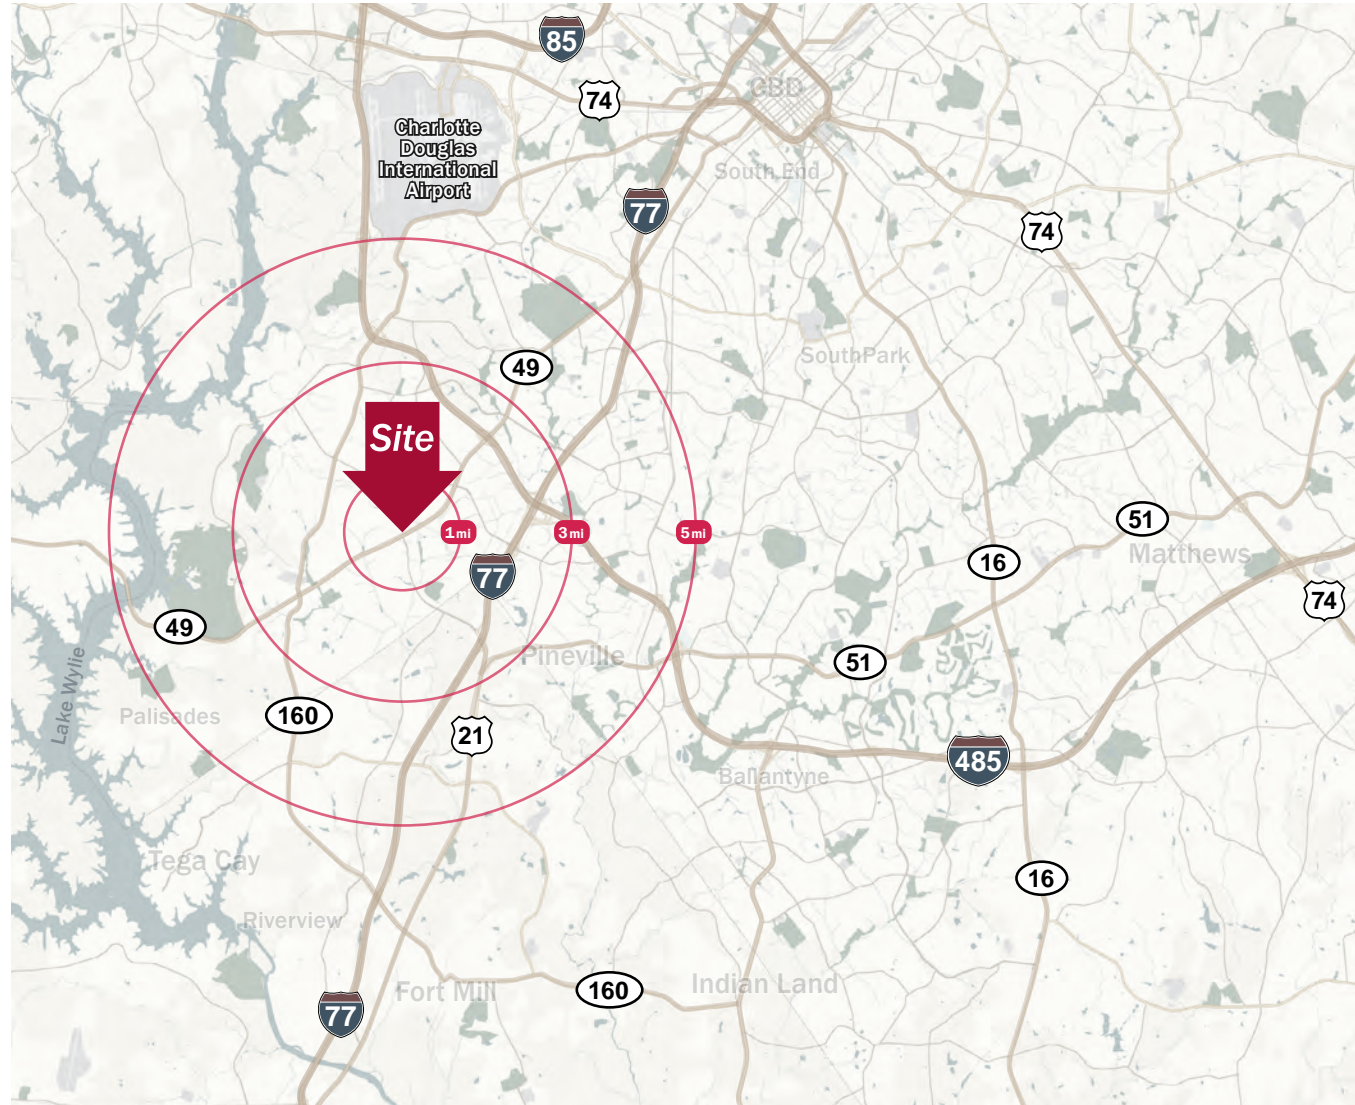 85
CBD
74
Charlotte
Douglas
International
Airport
South End
77
74
SouthPark
49
Site
51
1 mi
3 mi
5 mi
Matthews
16
77
74
49
Pineville
51
Lake Wylie
Palisades
160
21
485
Ballantyne
Tega Cay
16
Riverview
Fort Mill
160
Indian Land
77